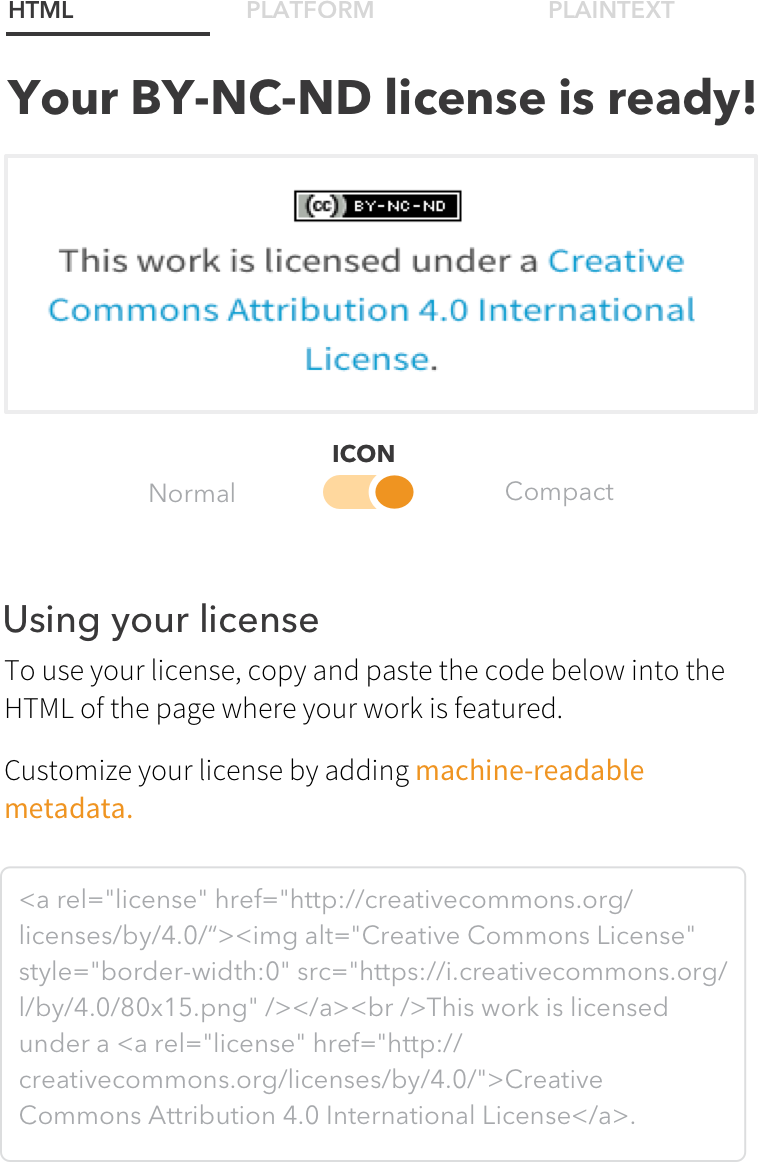 HTML PLATFORM PLAINTEXT
Your BY-NC-ND license is ready!
(cc) BY-NC-ND
This work is licensed under a Creative
Commons Attribution 4.0 International
License.
ICON
Normal Compact
Using your license
To use your license, copy and paste the code below into the
HTML of the page where your work is featured.
Customize your license by adding machine-readable
metadata.
<a rel="license" href="http://creativecommons.org/
licenses/by/4.0/“><img alt="Creative Commons License"
style="border-width:0" src="https://i.creativecommons.org/
l/by/4.0/80x15.png" /></a><br />This work is licensed
under a <a rel="license" href="http://
creativecommons.org/licenses/by/4.0/">Creative
Commons Attribution 4.0 International License</a>.